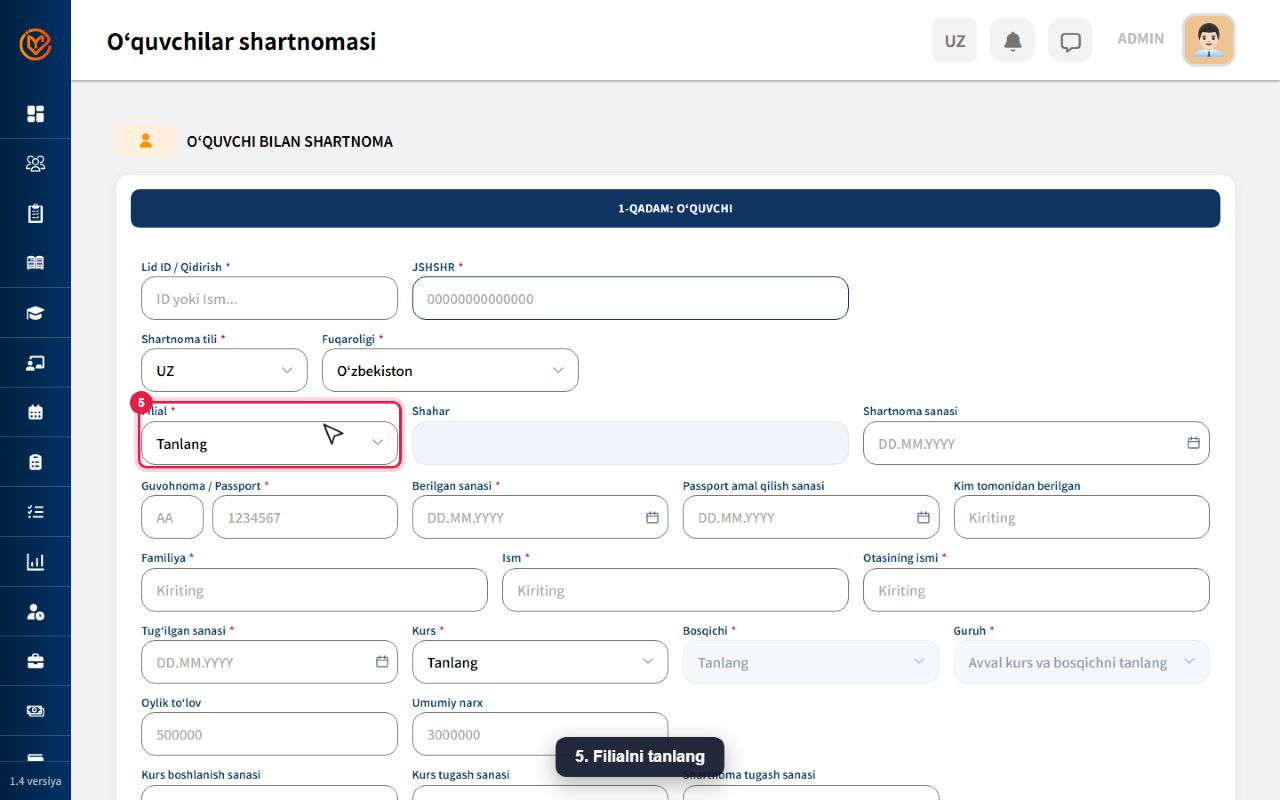 O‘quvchilar shartnomasi
UZ
ADMIN
O‘QUVCHI BILAN SHARTNOMA
1-QADAM: O‘QUVCHI
Lid ID / Qidirish *
JSHSHR *
ID yoki Ism...
00000000000000
Shartnoma tili *
Fuqaroligi *
UZ
O‘zbekiston
5
Filial *
Shahar
Shartnoma sanasi
Tanlang
DD.MM.YYYY
Guvohnoma / Passport *
Berilgan sanasi *
Passport amal qilish sanasi
Kim tomonidan berilgan
AA
1234567
DD.MM.YYYY
DD.MM.YYYY
Kiriting
Familiya *
Ism *
Otasining ismi *
Kiriting
Kiriting
Kiriting
Tug‘ilgan sanasi *
Kurs *
Bosqichi *
Guruh *
DD.MM.YYYY
Tanlang
Tanlang
Avval kurs va bosqichni tanlang
Oylik to‘lov
Umumiy narx
500000
3000000
5. Filialni tanlang
Kurs boshlanish sanasi
Kurs tugash sanasi
Shartnoma tugash sanasi
1.4 versiya